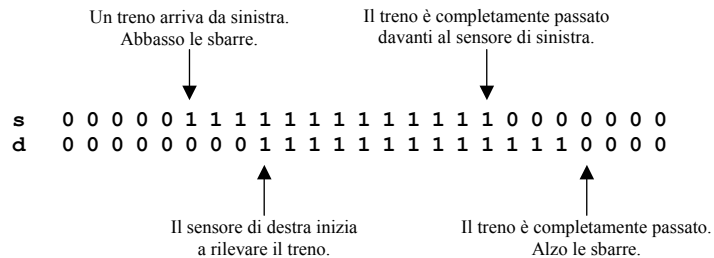 Un treno arriva da sinistra.
Abbasso le sbarre.
Il treno è completamente passato
davanti al sensore di sinistra.
s 0 0 0 0 0 1 1 1 1 1 1 1 1 1 1 1 1 1 0 0 0 0 0 0 0
d 0 0 0 0 0 0 0 0 1 1 1 1 1 1 1 1 1 1 1 1 1 0 0 0 0
Il sensore di destra inizia
a rilevare il treno.
Il treno è completamente passato.
Alzo le sbarre.